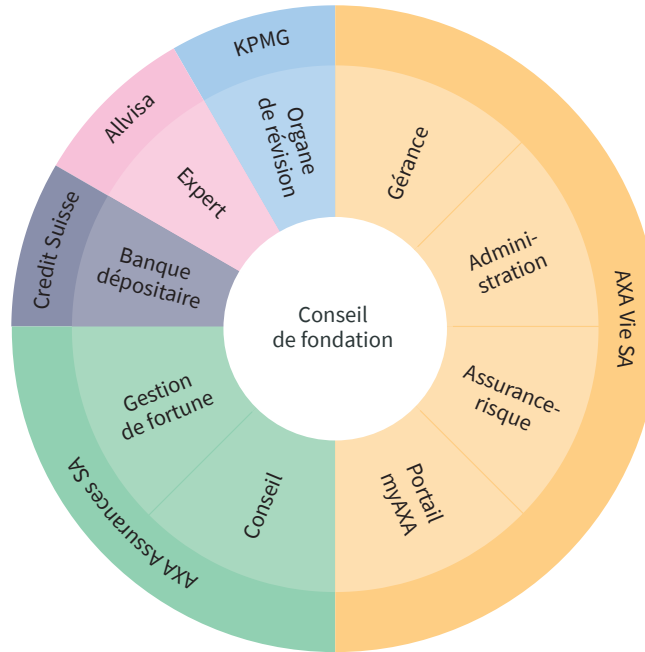 KPMG
Organe
de révision
Gérance
Admini-
stration
AXA Vie SA
Assurance-
risque
Portail
myAXA
Conseil
AXA Assurances SA
Gestion
de fortune
Credit Suisse
Banque
dépositaire
Allvisa
Expert
Conseil
de fondation